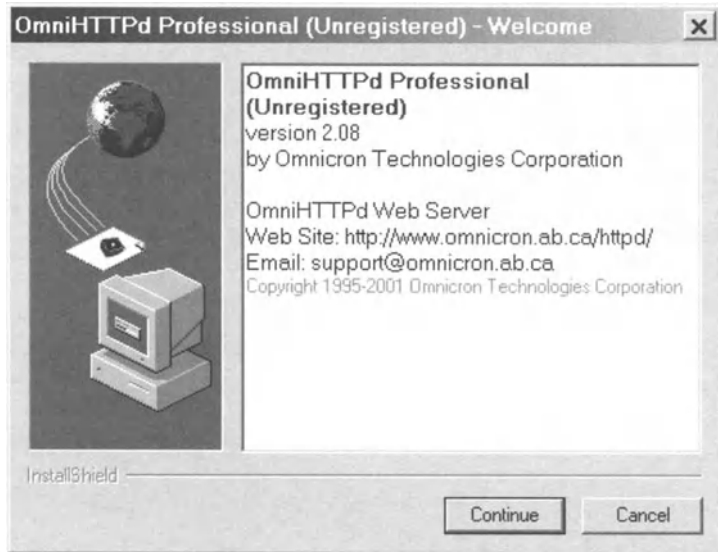 OmniHTTPd Professional (Unregistered) - Welcome
OmniHTTPd Professional
(Unregistered)
version 2.08
by Omnicron Technologies Corporation
OmniHTTPd Web Server
Web Site: http://www.omnicron.ab.ca/httpd/
Email: support@omnicron.ab.ca
Copyright 1995-2001 Omnicron Technologies Corporation
InstallShield
Continue
Cancel